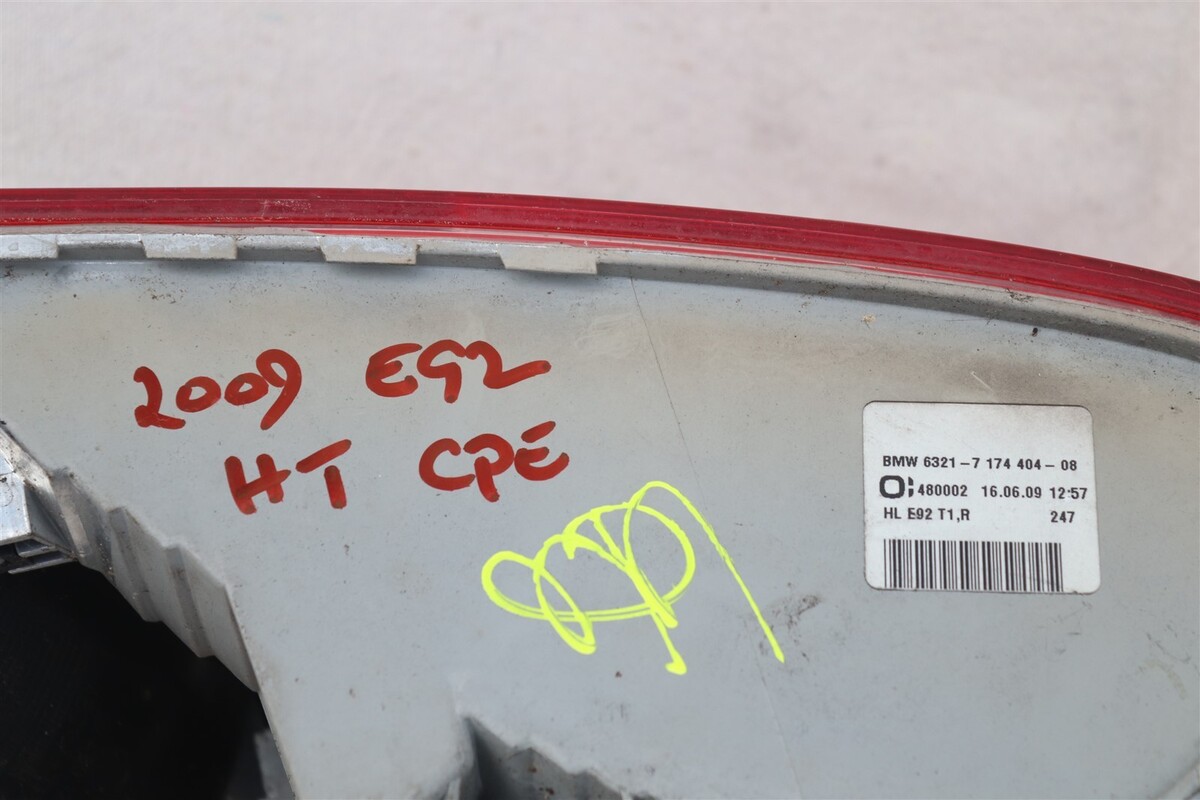 2009 E92
HT CPE
BMW 6321-7 174 404-08
480002 16.06.09 12:57
HL E92 T1,R 247